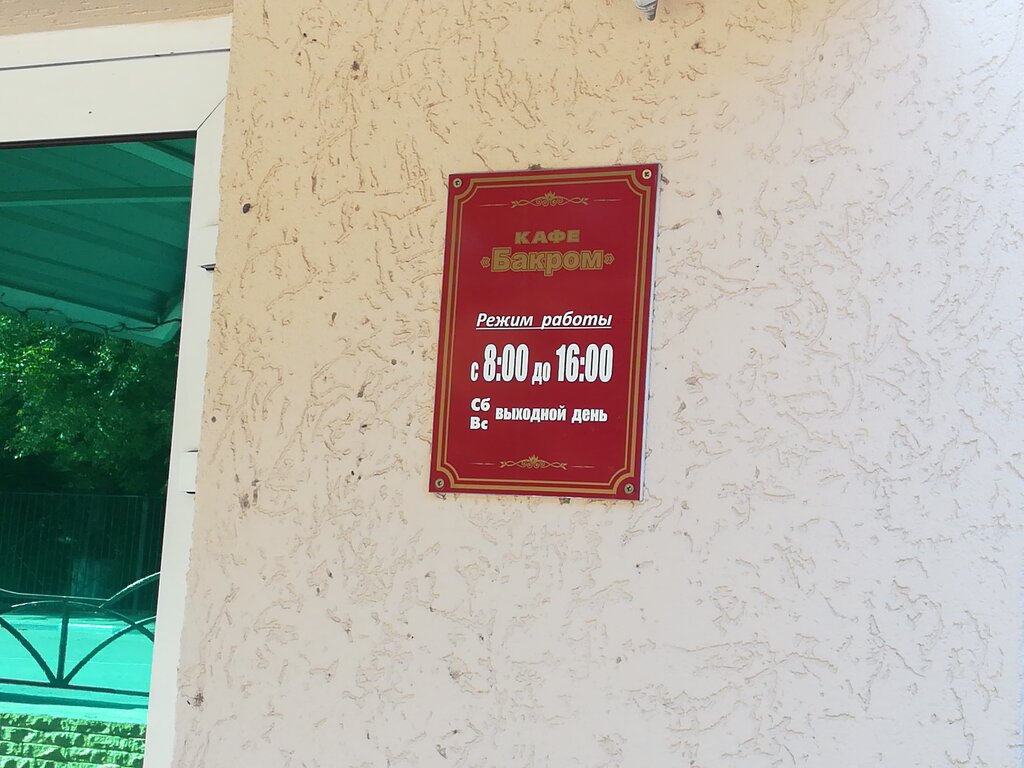 КАФЕ
«Бакром»
Режим работы
с 8:00 до 16:00
Сб
Вс выходной день